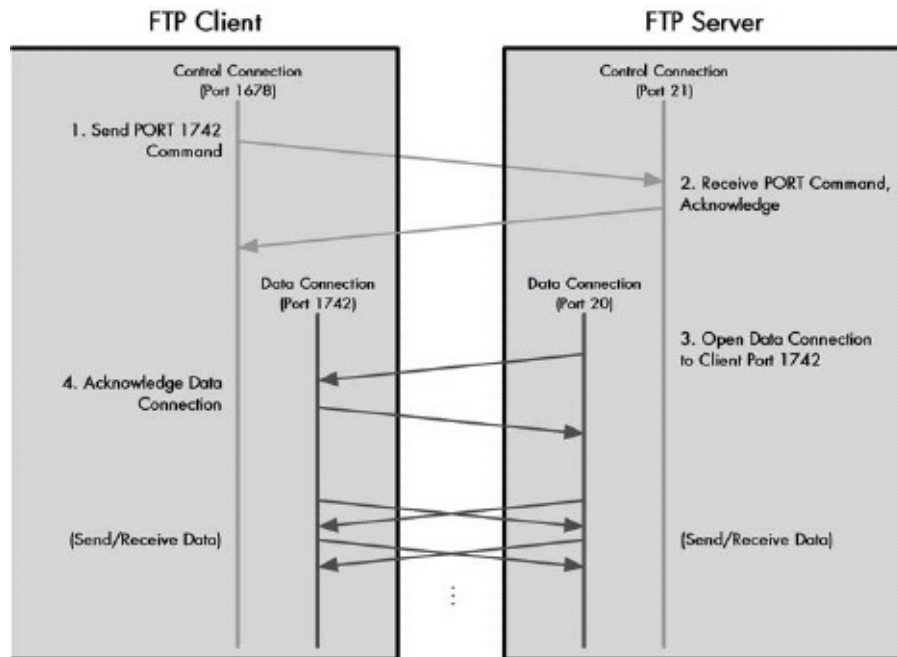 FTP Client
FTP Server
Control Connection
(Port 1678)
Control Connection
(Port 21)
1. Send PORT 1742
Command
2. Receive PORT Command,
Acknowledge
Data Connection
(Port 1742)
Data Connection
(Port 20)
3. Open Data Connection
to Client Port 1742
4. Acknowledge Data
Connection
(Send/Receive Data)
(Send/Receive Data)